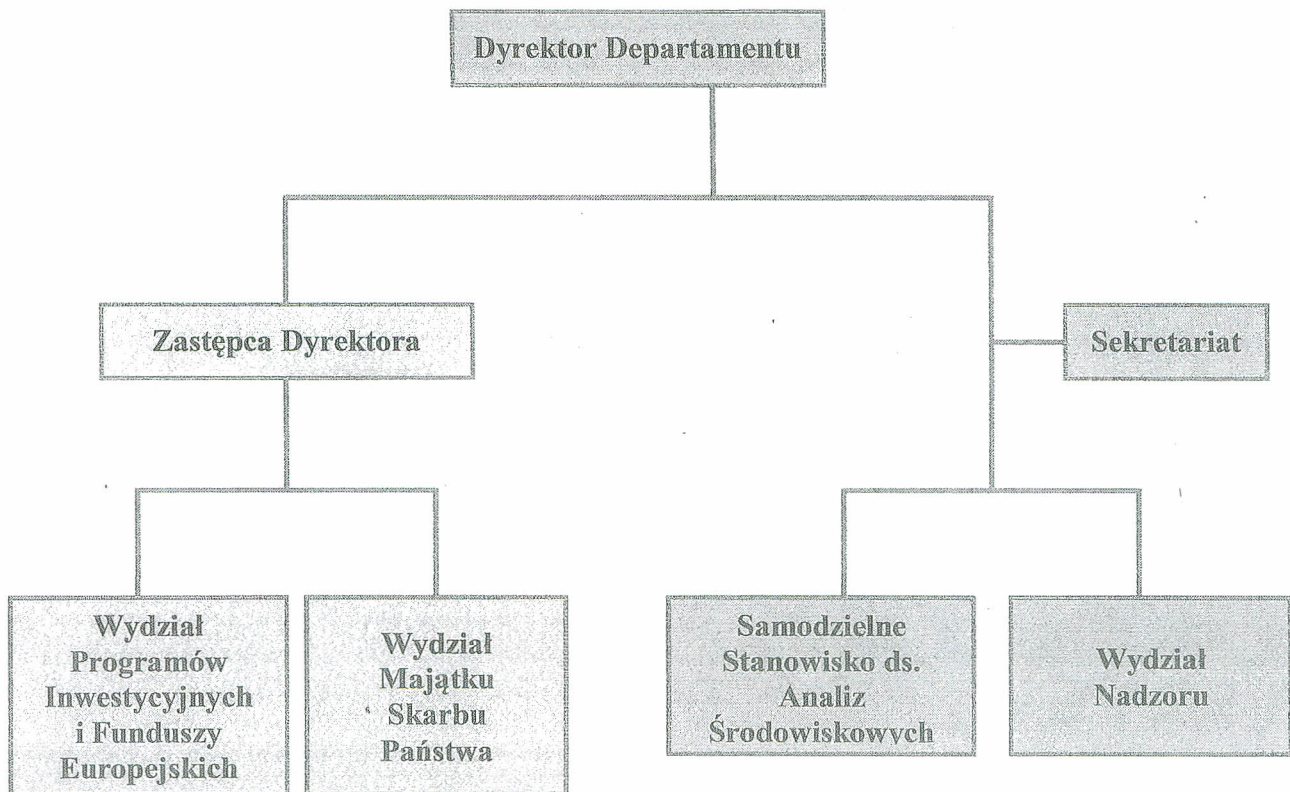 Dyrektor Departamentu
Zastępca Dyrektora
Sekretariat
Wydział
Programów
Inwestycyjnych
i Funduszy
Europejskich
Wydział
Majątku
Skarbu
Państwa
Samodzielne
Stanowisko ds.
Analiz
Środowiskowych
Wydział
Nadzoru